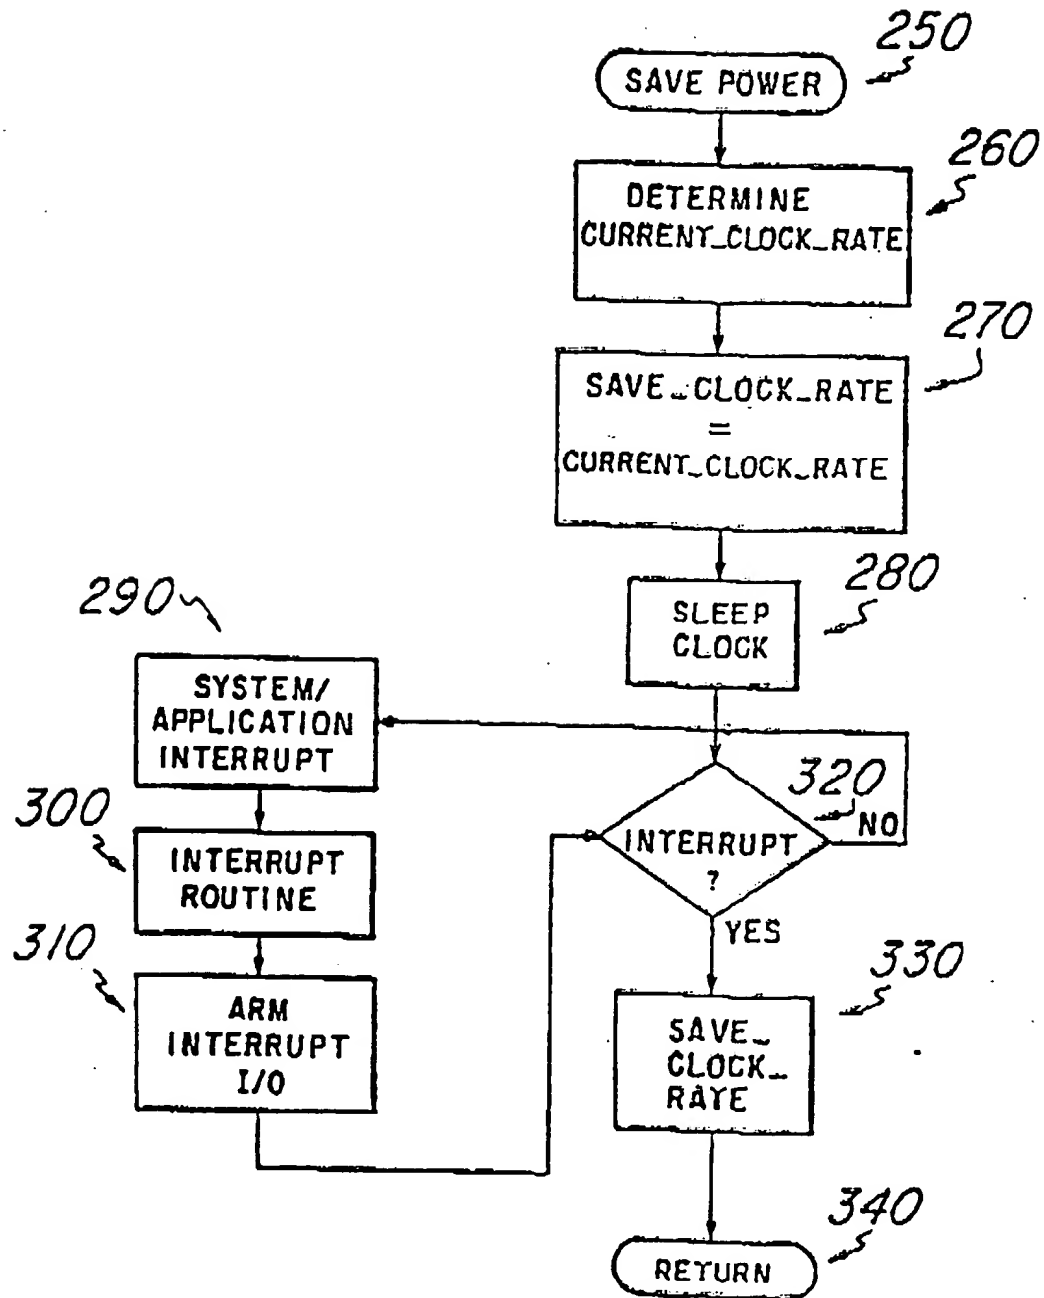 250
SAVE POWER
260
DETERMINE
CURRENT_CLOCK_RATE
270
SAVE_CLOCK_RATE
=
CURRENT_CLOCK_RATE
280
SLEEP
CLOCK
290
SYSTEM/
APPLICATION
INTERRUPT
300
INTERRUPT
ROUTINE
310
ARM
INTERRUPT
I/O
320
INTERRUPT
?
NO
YES
330
SAVE_
CLOCK_
RATE
340
RETURN